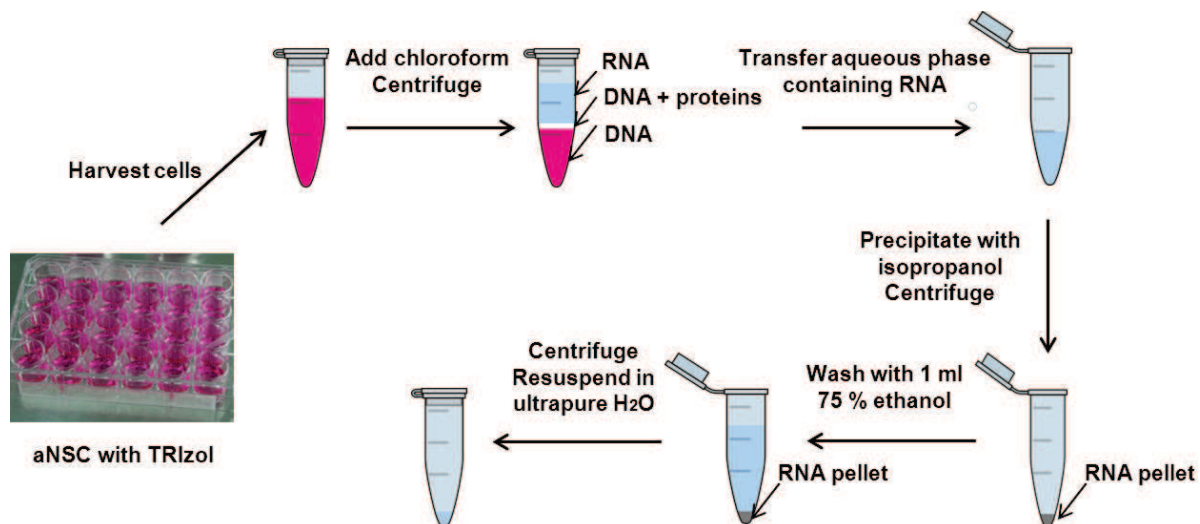 Harvest cells
aNSC with TRIzol
Add chloroform
Centrifuge
RNA
DNA + proteins
DNA
Transfer aqueous phase
containing RNA
Precipitate with
isopropanol
Centrifuge
RNA pellet
Wash with 1 ml
75 % ethanol
RNA pellet
Centrifuge
Resuspend in
ultrapure H₂O